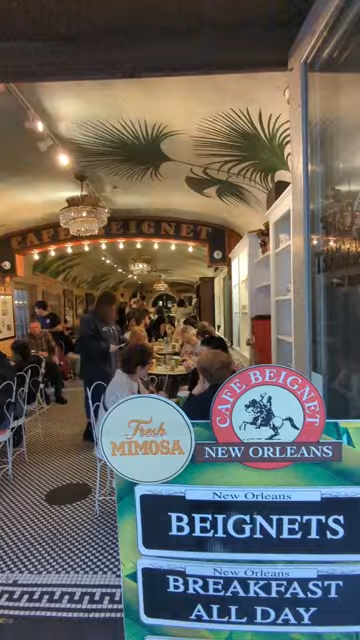 CAFE BEIGNET
CAFE BEIGNET
NEW ORLEANS
Fresh
MIMOSA
New Orleans
BEIGNETS
New Orleans
BREAKFAST
ALL DAY